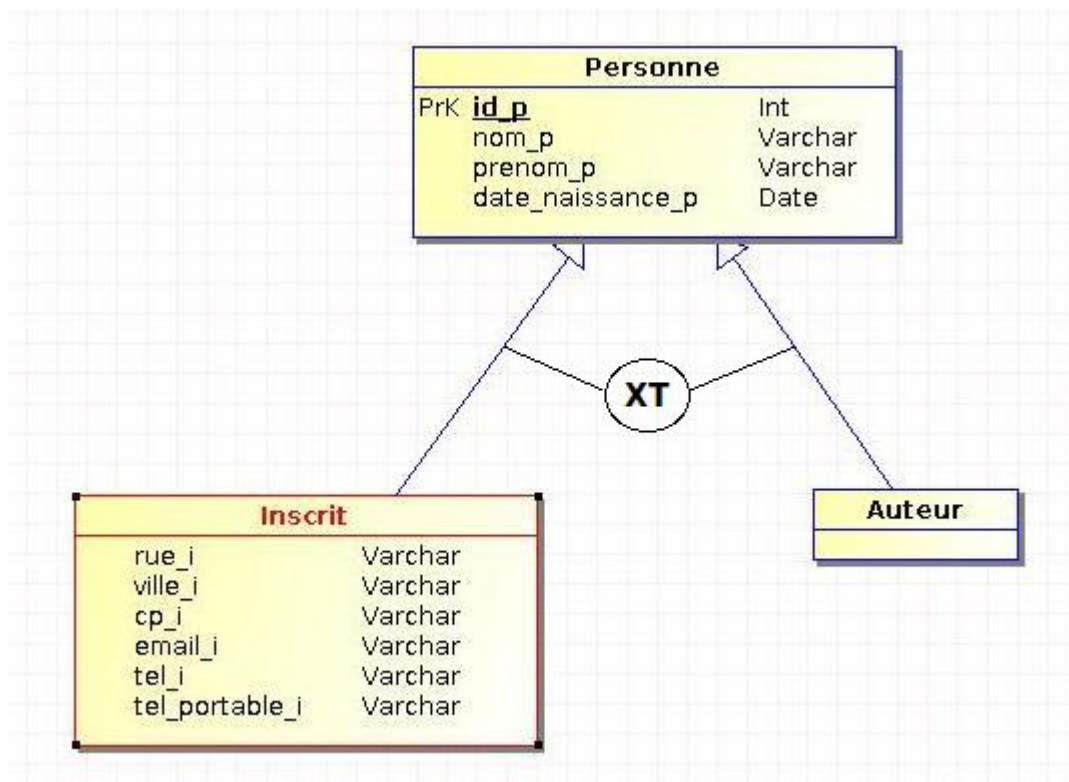 Personne
PrK id_p Int
nom_p Varchar
prenom_p Varchar
date_naissance_p Date
XT
Inscrit
rue_i Varchar
ville_i Varchar
cp_i Varchar
email_i Varchar
tel_i Varchar
tel_portable_i Varchar
Auteur